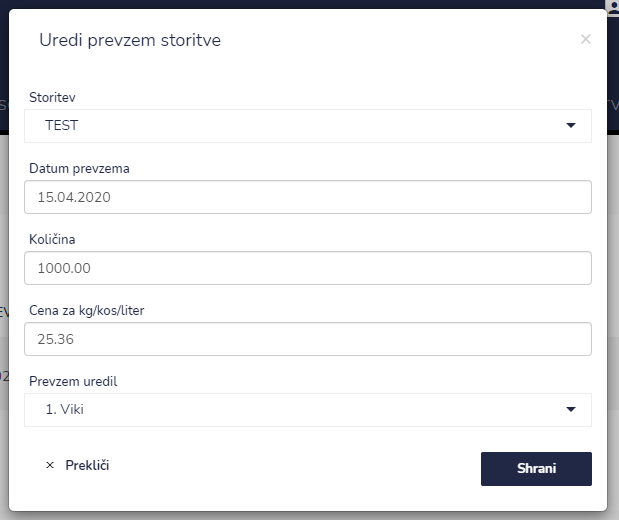 Uredi prevzem storitve
×
Storitev
TEST
Datum prevzema
15.04.2020
Količina
1000.00
Cena za kg/kos/liter
25.36
Prevzem uredil
1. Viki
× Prekliči
Shrani